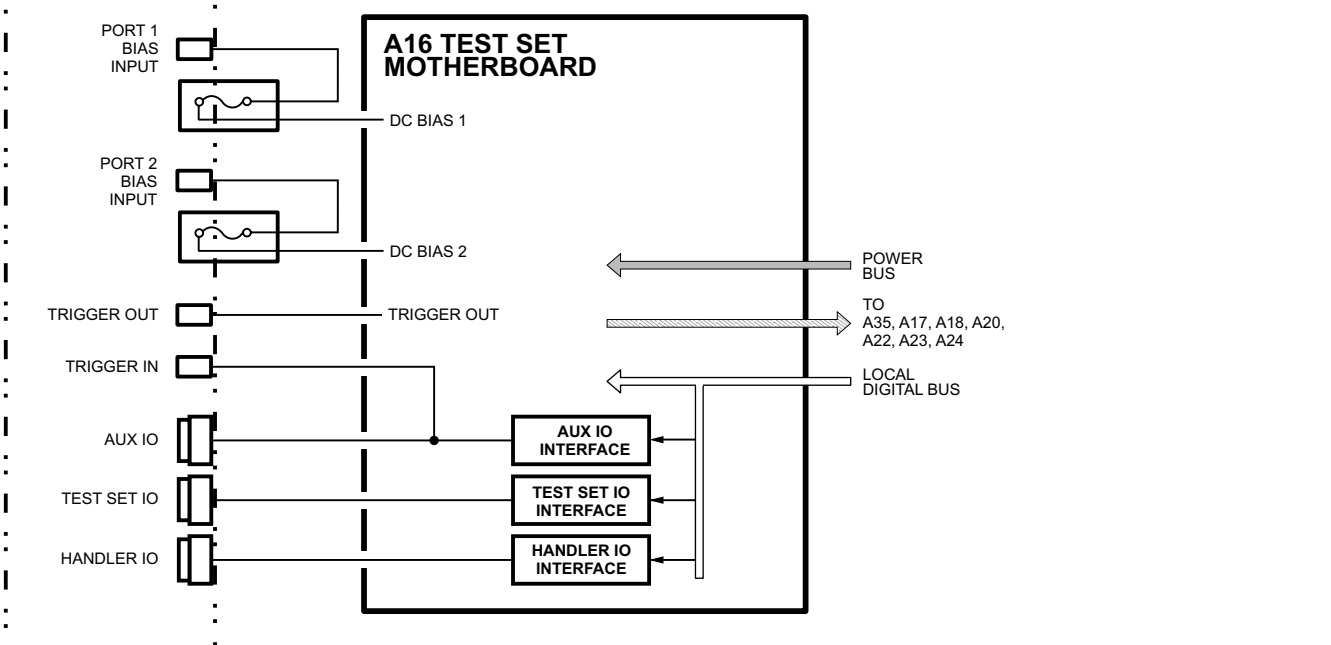 PORT 1
BIAS
INPUT
A16 TEST SET
MOTHERBOARD
DC BIAS 1
PORT 2
BIAS
INPUT
DC BIAS 2
POWER
BUS
TRIGGER OUT
TRIGGER OUT
TO
A35, A17, A18, A20,
A22, A23, A24
TRIGGER IN
LOCAL
DIGITAL BUS
AUX IO
AUX IO
INTERFACE
TEST SET IO
TEST SET IO
INTERFACE
HANDLER IO
HANDLER IO
INTERFACE